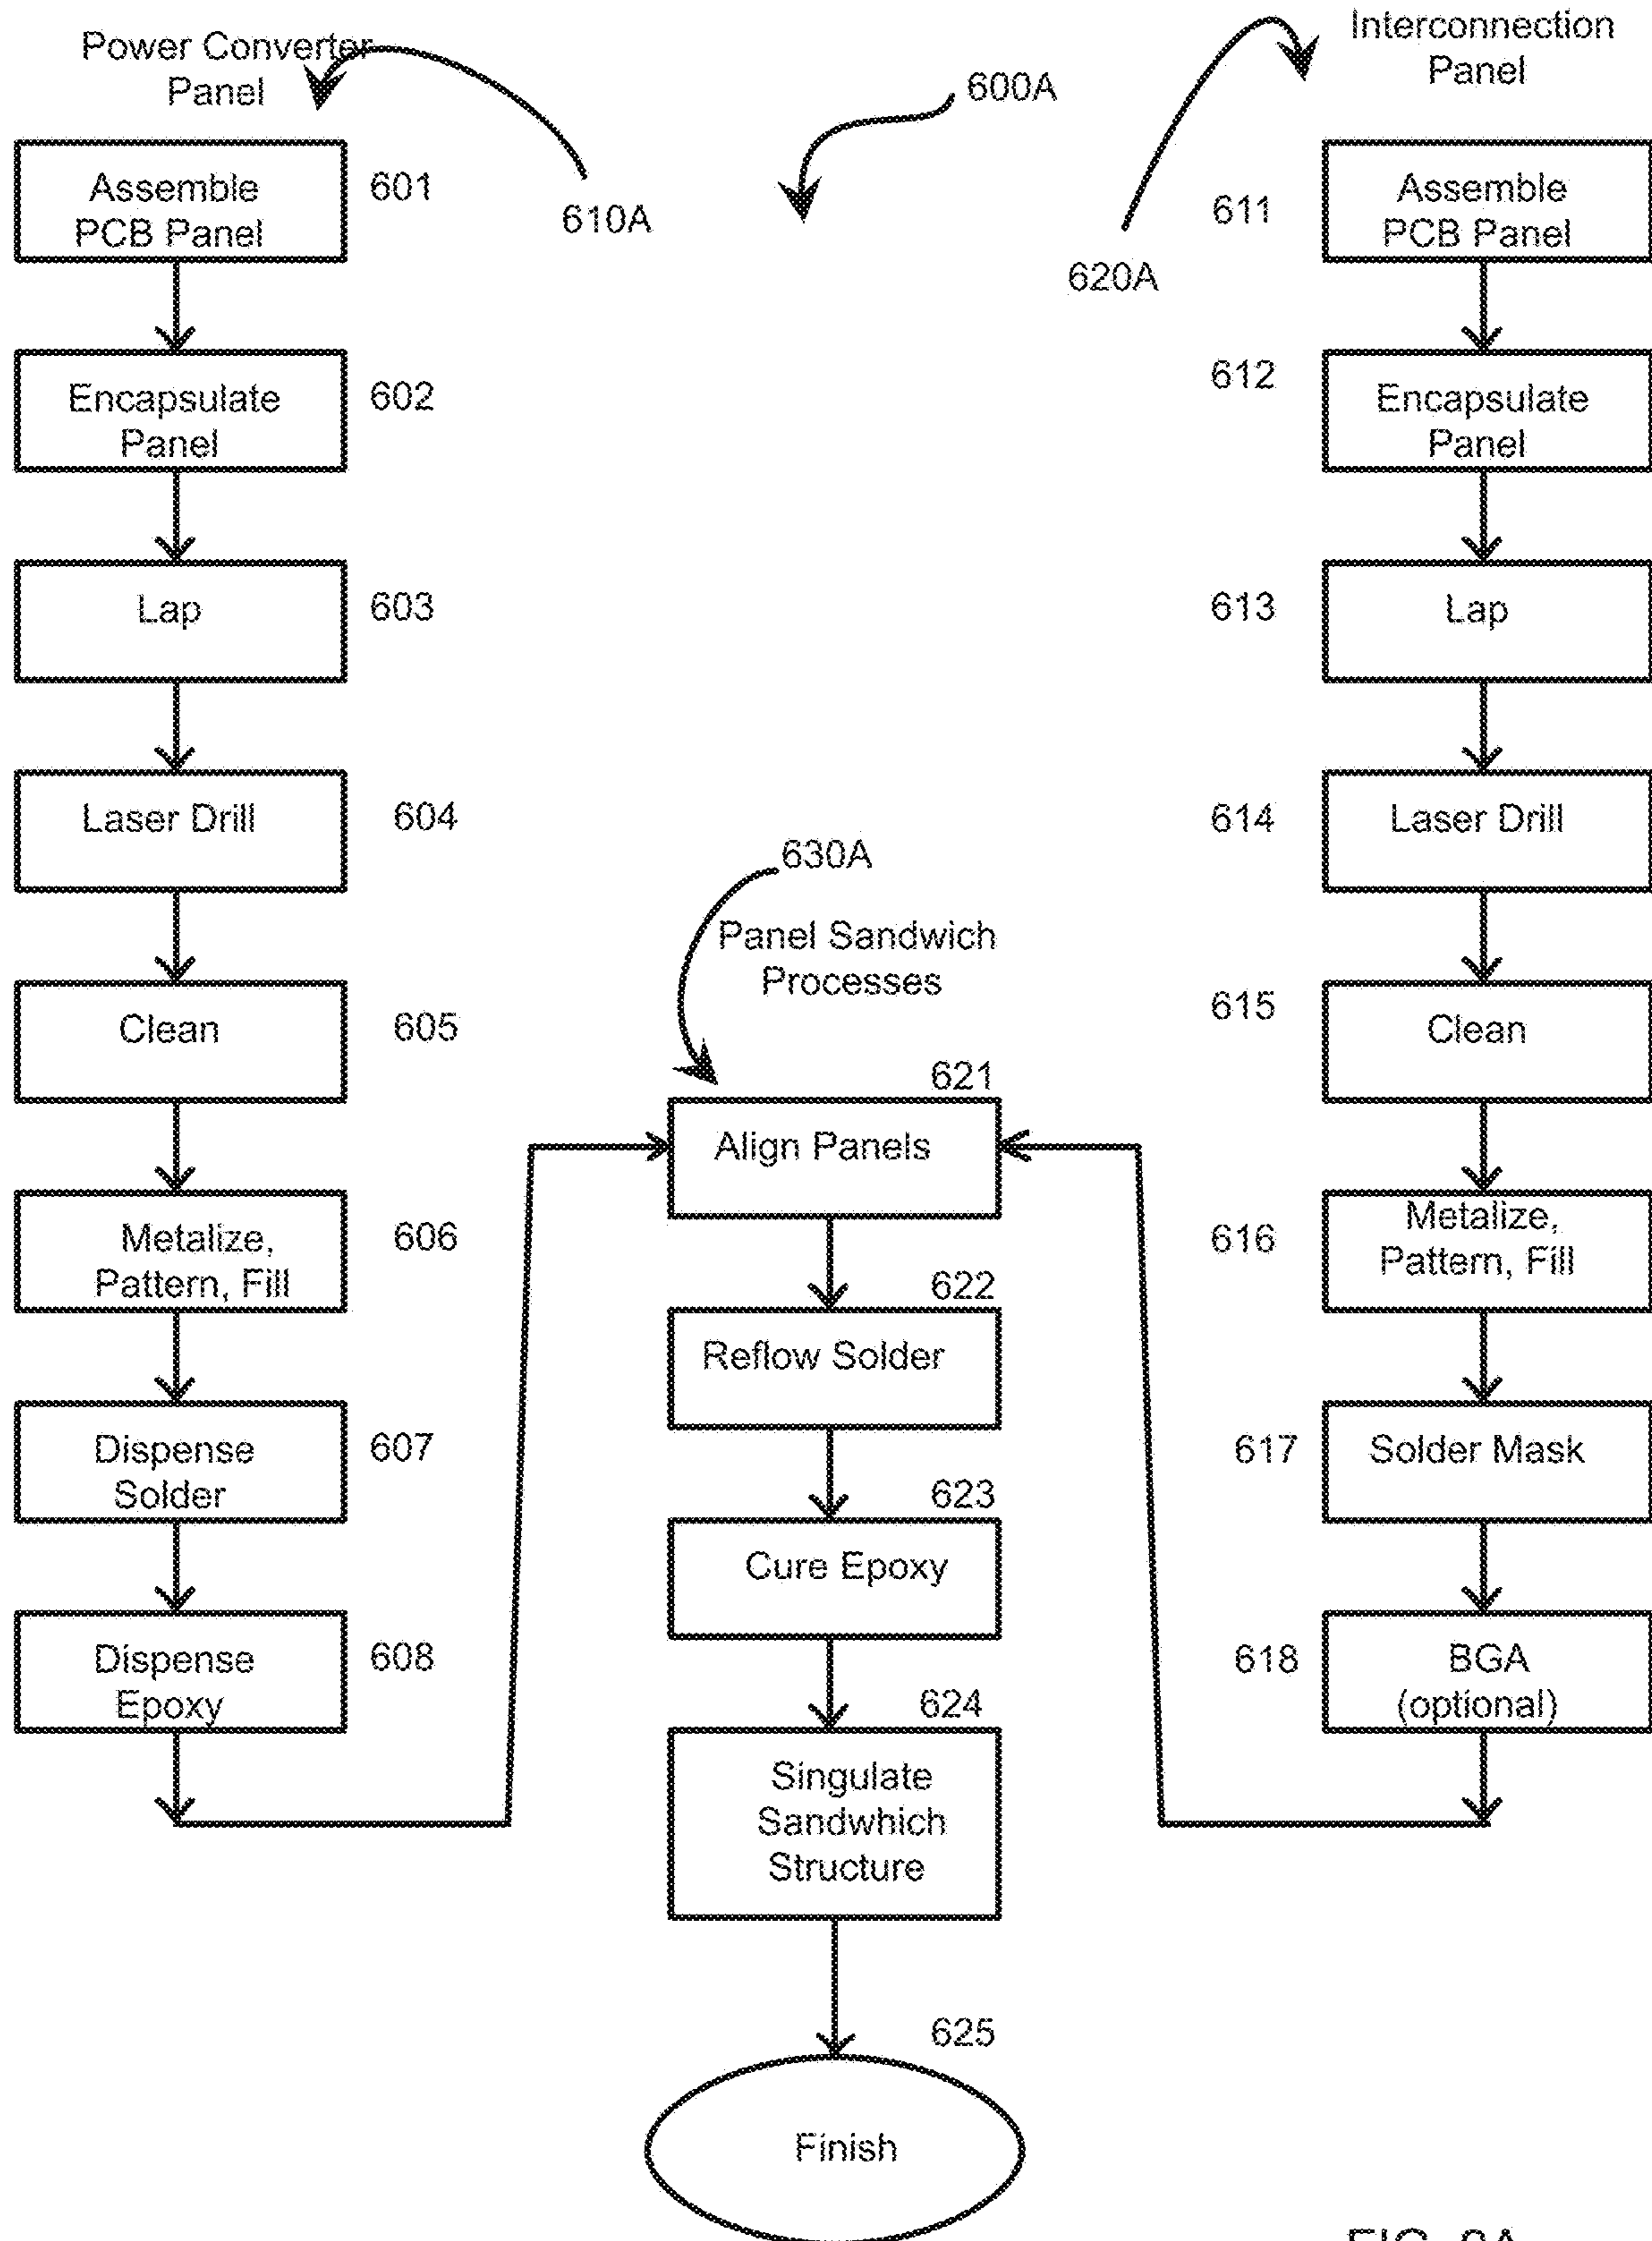 Power Converter
Panel
610A
600A
620A
Interconnection
Panel
Assemble
PCB Panel
601
Encapsulate
Panel
602
Lap
603
Laser Drill
604
Clean
605
Metalize,
Pattern, Fill
606
Dispense
Solder
607
Dispense
Epoxy
608
611
Assemble
PCB Panel
612
Encapsulate
Panel
613
Lap
614
Laser Drill
615
Clean
616
Metalize,
Pattern, Fill
617
Solder Mask
618
BGA
(optional)
630A
Panel Sandwich
Processes
621
Align Panels
622
Reflow Solder
623
Cure Epoxy
624
Singulate
Sandwhich
Structure
625
Finish